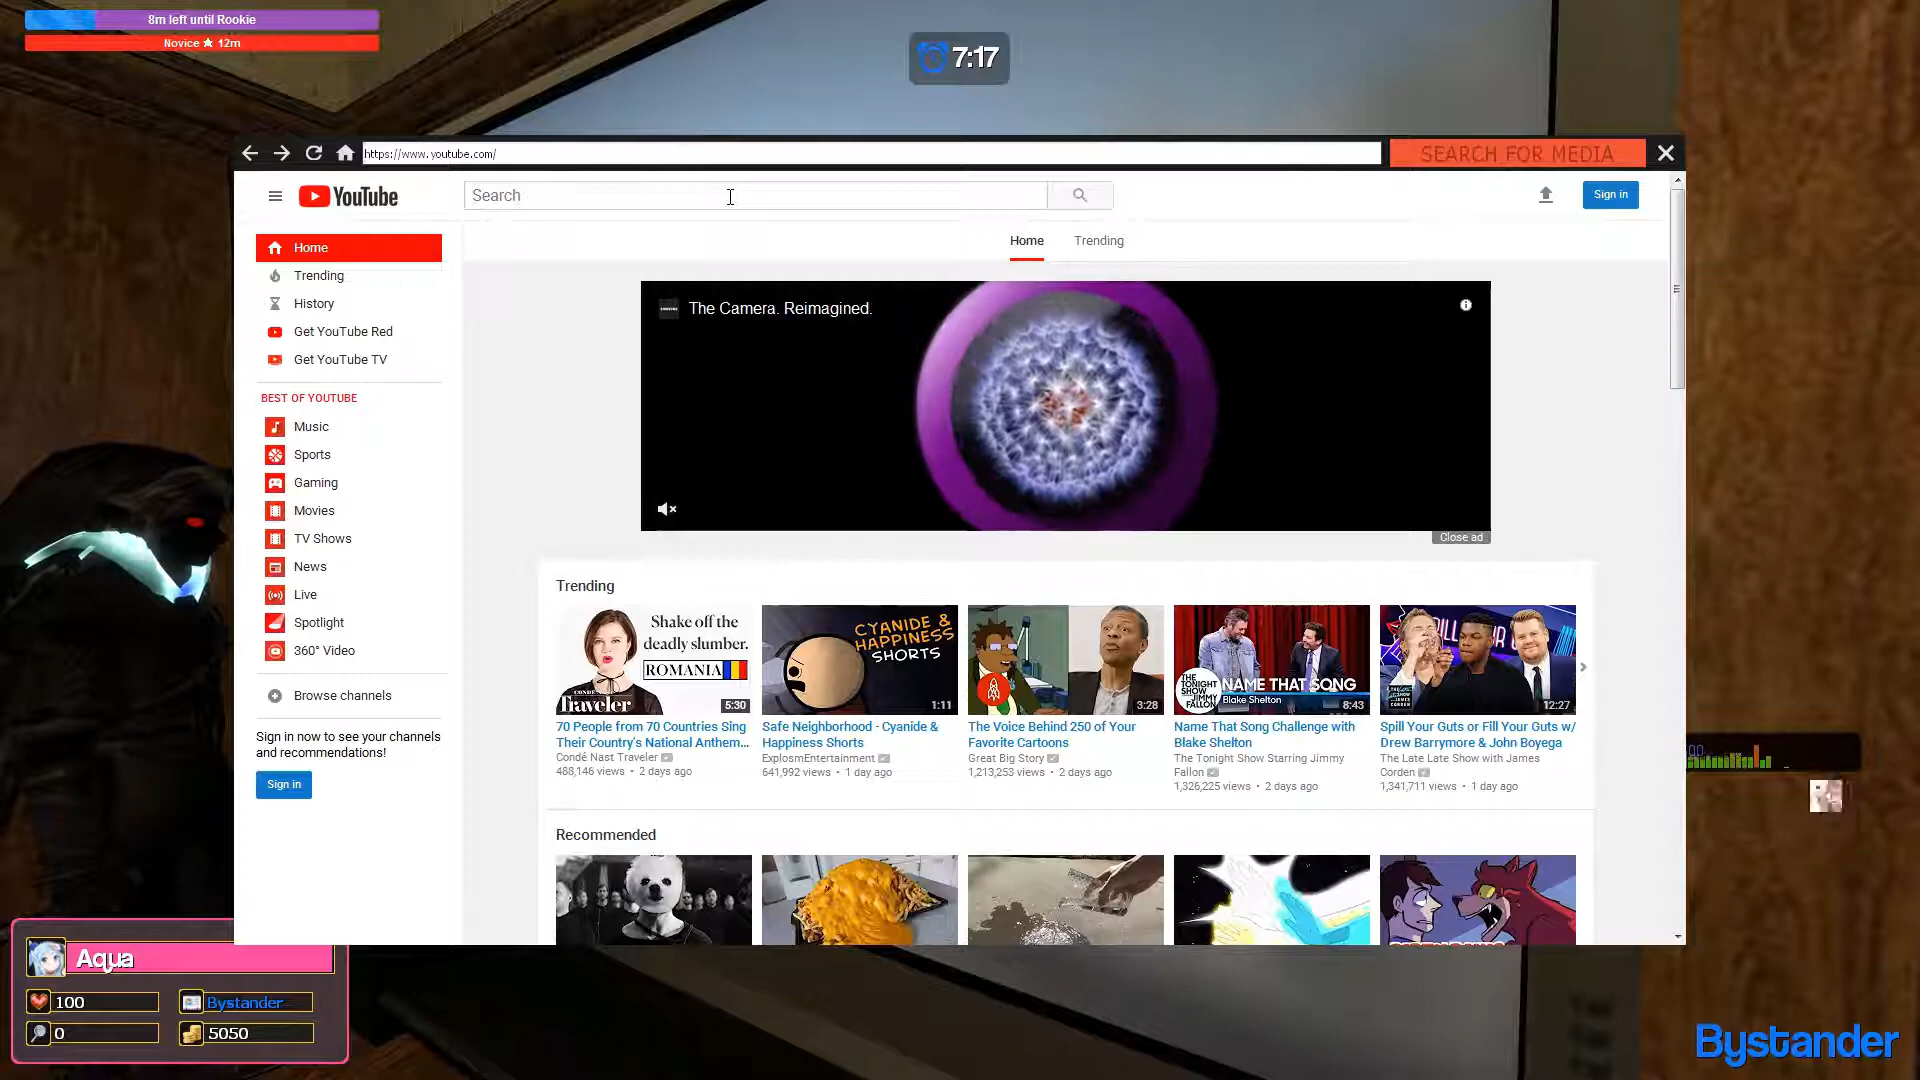 8m left until Rookie
Novice ★ 12m
7:17
https://www.youtube.com/
SEARCH FOR MEDIA
YouTube
Search
Sign in
Home
Trending
History
Get YouTube Red
Get YouTube TV
BEST OF YOUTUBE
Music
Sports
Gaming
Movies
TV Shows
News
Live
Spotlight
360° Video
Browse channels
Sign in now to see your channels
and recommendations!
Sign in
Home
Trending
SAMSUNG
The Camera. Reimagined.
Close ad
Trending
Shake off the
deadly slumber.
ROMANIA
Traveler
5:30
70 People from 70 Countries Sing
Their Country's National Anthem...
Condé Nast Traveler
488,146 views • 2 days ago
CYANIDE &
HAPPINESS
SHORTS
1:11
Safe Neighborhood - Cyanide &
Happiness Shorts
ExplosmEntertainment
641,992 views • 1 day ago
3:28
The Voice Behind 250 of Your
Favorite Cartoons
Great Big Story
1,213,253 views • 2 days ago
THE
TONIGHT
SHOW
JIMMY
FALLON
NAME THAT SONG
Blake Shelton
8:43
Name That Song Challenge with
Blake Shelton
The Tonight Show Starring Jimmy
Fallon
1,326,225 views • 2 days ago
12:27
Spill Your Guts or Fill Your Guts w/
Drew Barrymore & John Boyega
The Late Late Show with James
Corden
1,341,711 views • 1 day ago
Recommended
Aqua
100
Bystander
0
5050
Bystander